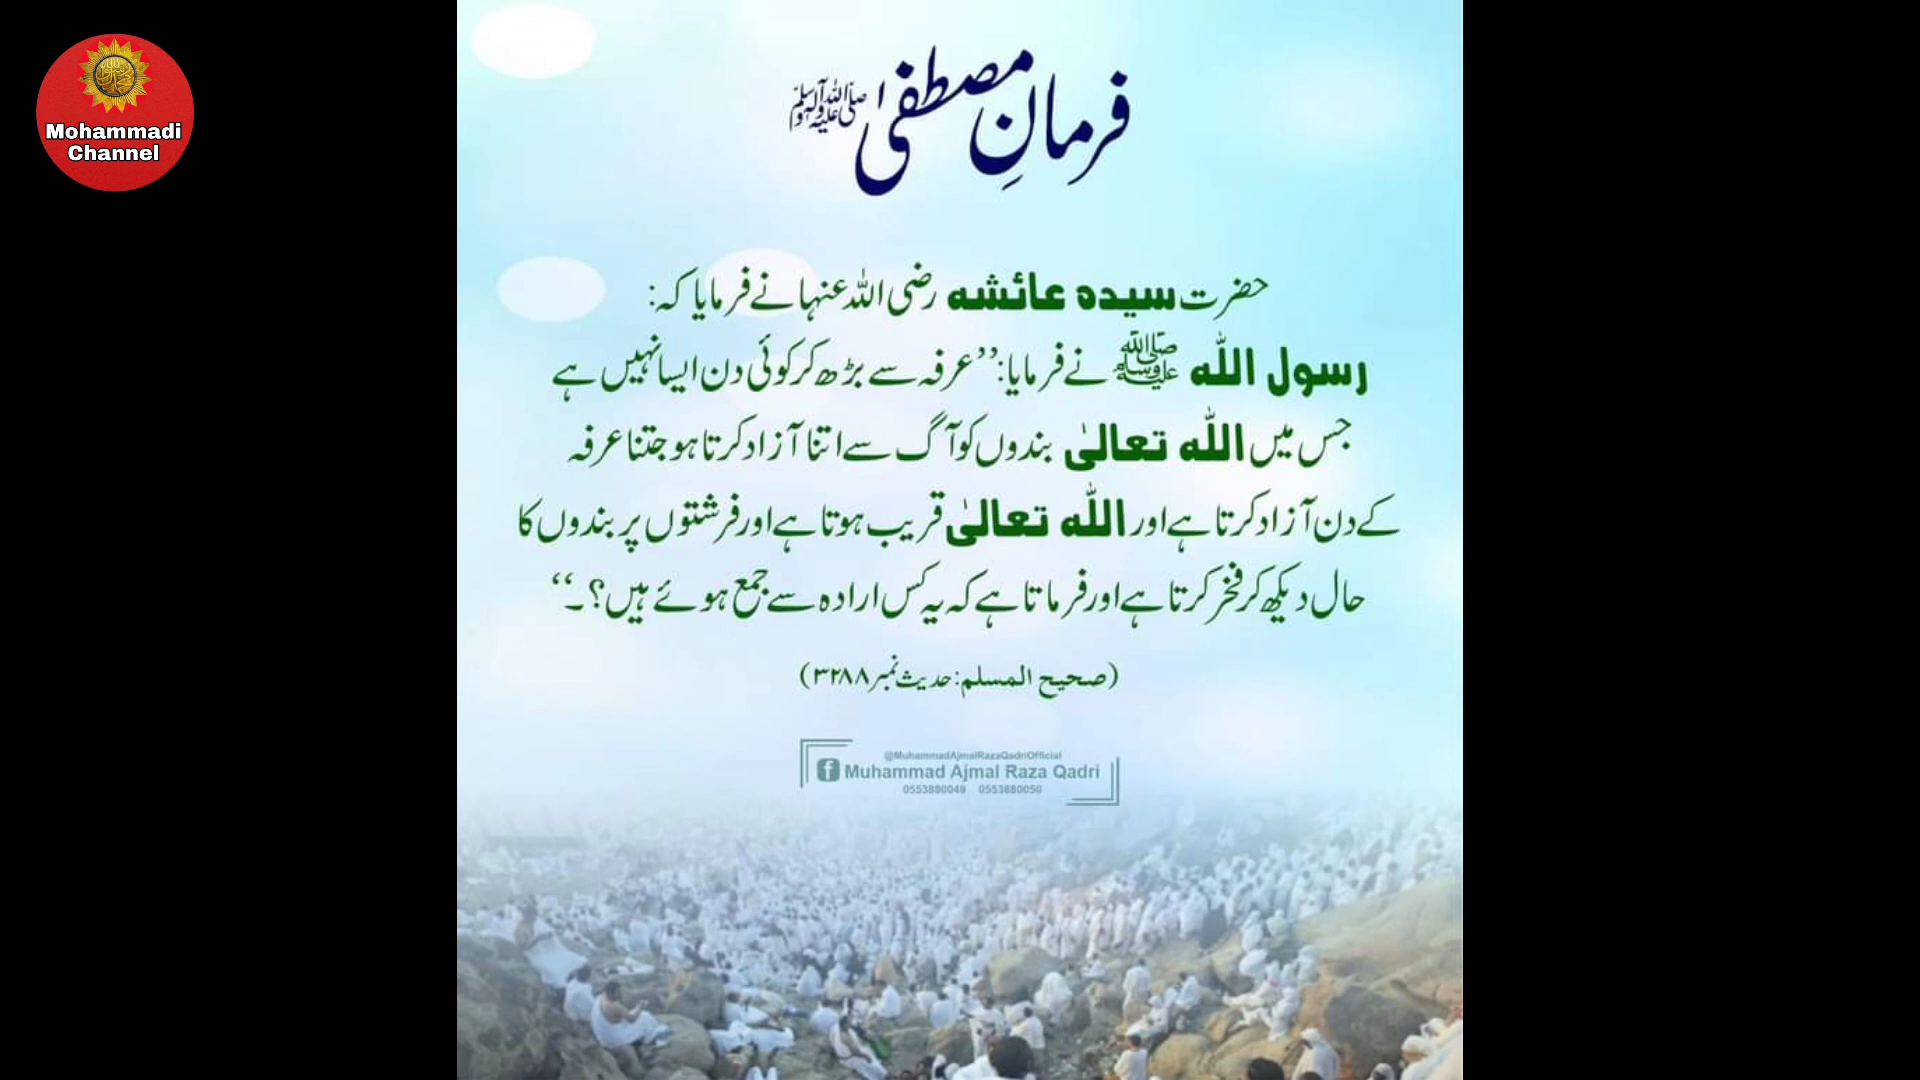 Mohammadi
Channel
فرمانِ مصطفیٰ صلی اللہ علیہ وآلہ وسلم
حضرت سیدہ عائشہ رضی اللہ عنہا نے فرمایا کہ:
رسول اللہ ﷺ نے فرمایا: ’’عرفہ سے بڑھ کر کوئی دن ایسا نہیں ہے
جس میں اللہ تعالیٰ بندوں کو آگ سے اتنا آزاد کرتا ہو جتنا عرفہ
کے دن آزاد کرتا ہے اور اللہ تعالیٰ قریب ہوتا ہے اور فرشتوں پر بندوں کا
حال دیکھ کر فخر کرتا ہے اور فرماتا ہے کہ یہ کس ارادہ سے جمع ہوئے ہیں؟۔‘‘
(صحیح المسلم: حدیث نمبر ۳۲۸۸)
@MuhammadAjmalRazaQadriOfficial
Muhammad Ajmal Raza Qadri
0553880049 0553880050